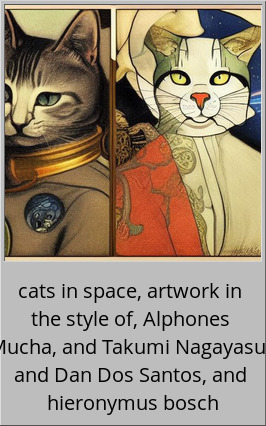 cats in space, artwork in
the style of, Alphones
Mucha, and Takumi Nagayasu
and Dan Dos Santos, and
hieronymus bosch